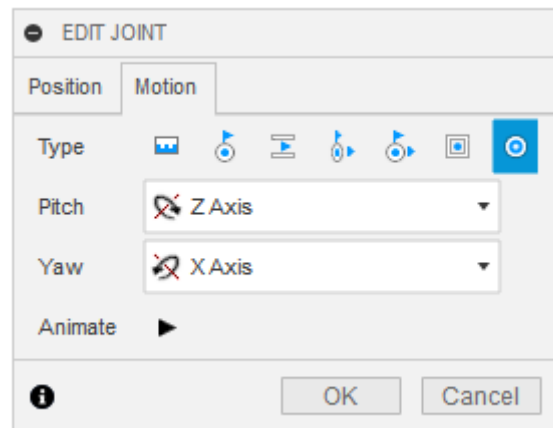 EDIT JOINT
Position Motion
Type
Pitch Z Axis
Yaw X Axis
Animate
OK Cancel